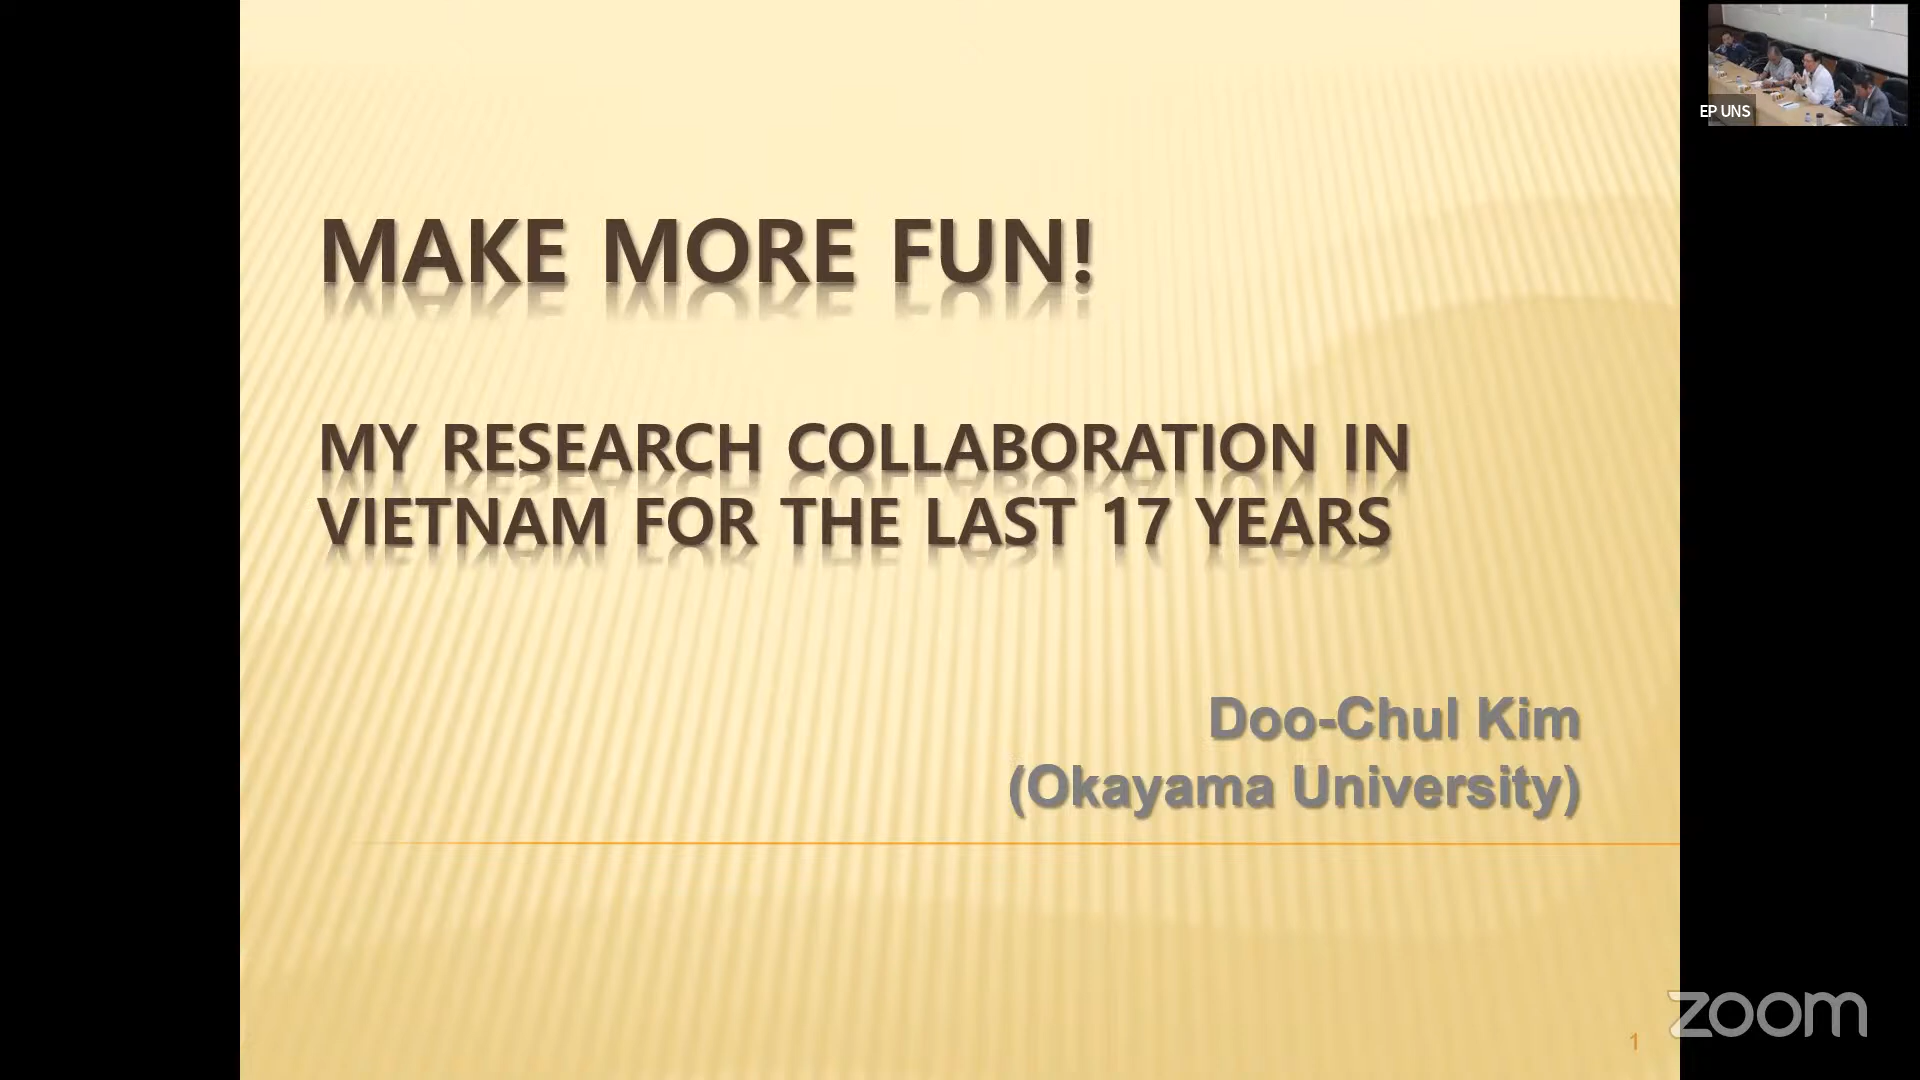 EP UNS
MAKE MORE FUN!
MY RESEARCH COLLABORATION IN
VIETNAM FOR THE LAST 17 YEARS
Doo-Chul Kim
(Okayama University)
1
zoom